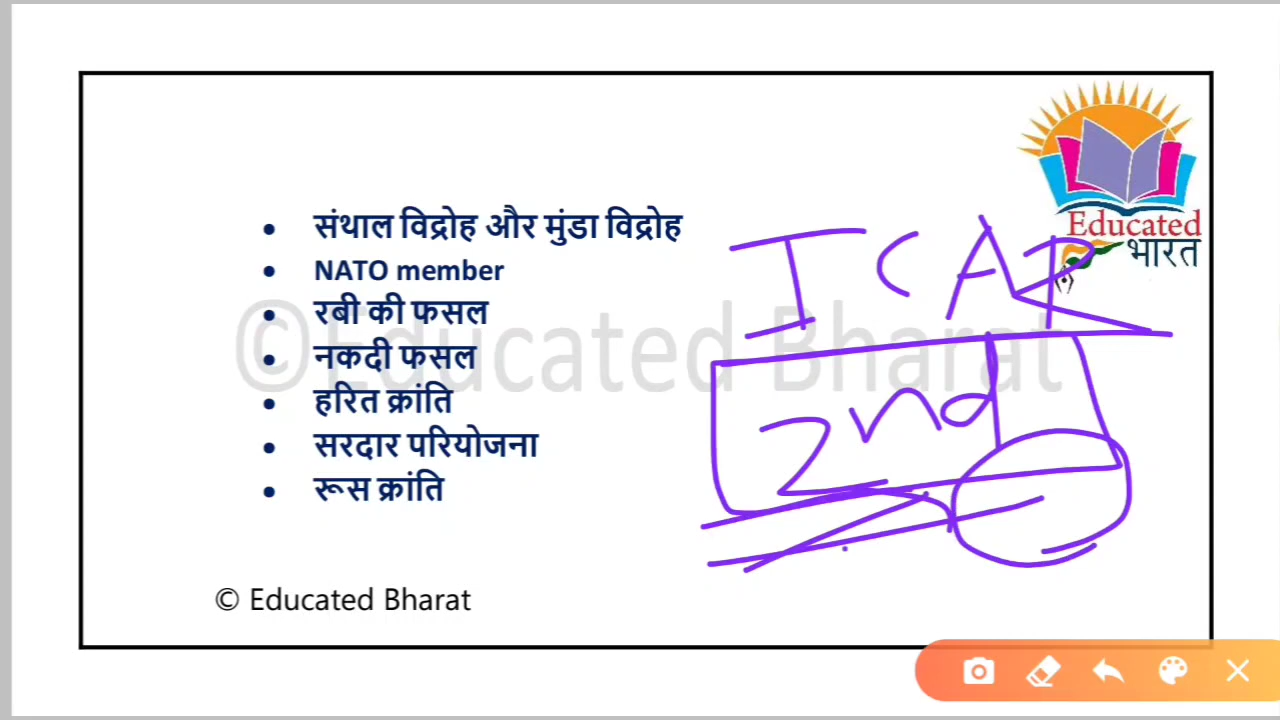 Educated
भारत
संथाल विद्रोह और मुंडा विद्रोह
NATO member
रबी की फसल
नकदी फसल
हरित क्रांति
सरदार परियोजना
रूस क्रांति
ICAR
2nd
©Educated Bharat
© Educated Bharat